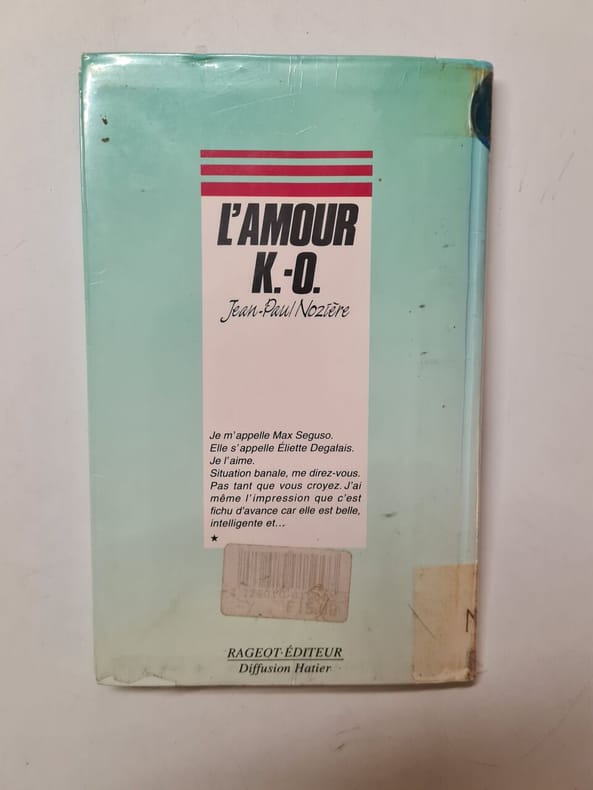 L'AMOUR
K.-O.
Jean-Paul Nozière
Je m'appelle Max Seguso.
Elle s'appelle Éliette Degalais.
Je l'aime.
Situation banale, me direz-vous.
Pas tant que vous croyez. J'ai
même l'impression que c'est
fichu d'avance car elle est belle,
intelligente et...
★
RAGEOT-ÉDITEUR
Diffusion Hatier
N